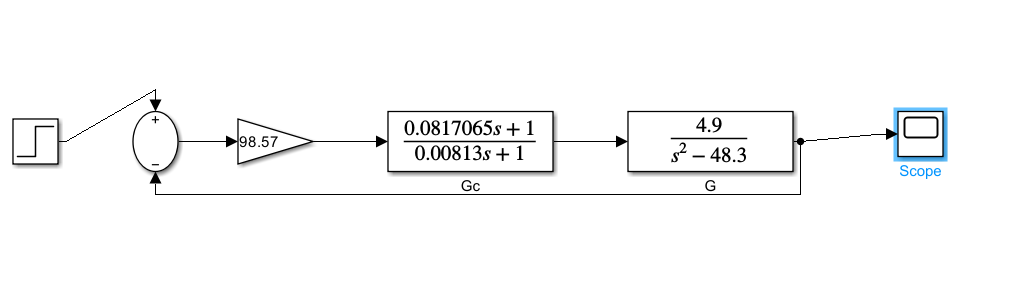 +
−
98.57
0.0817065s + 1
0.00813s + 1
Gc
4.9
s² − 48.3
G
Scope